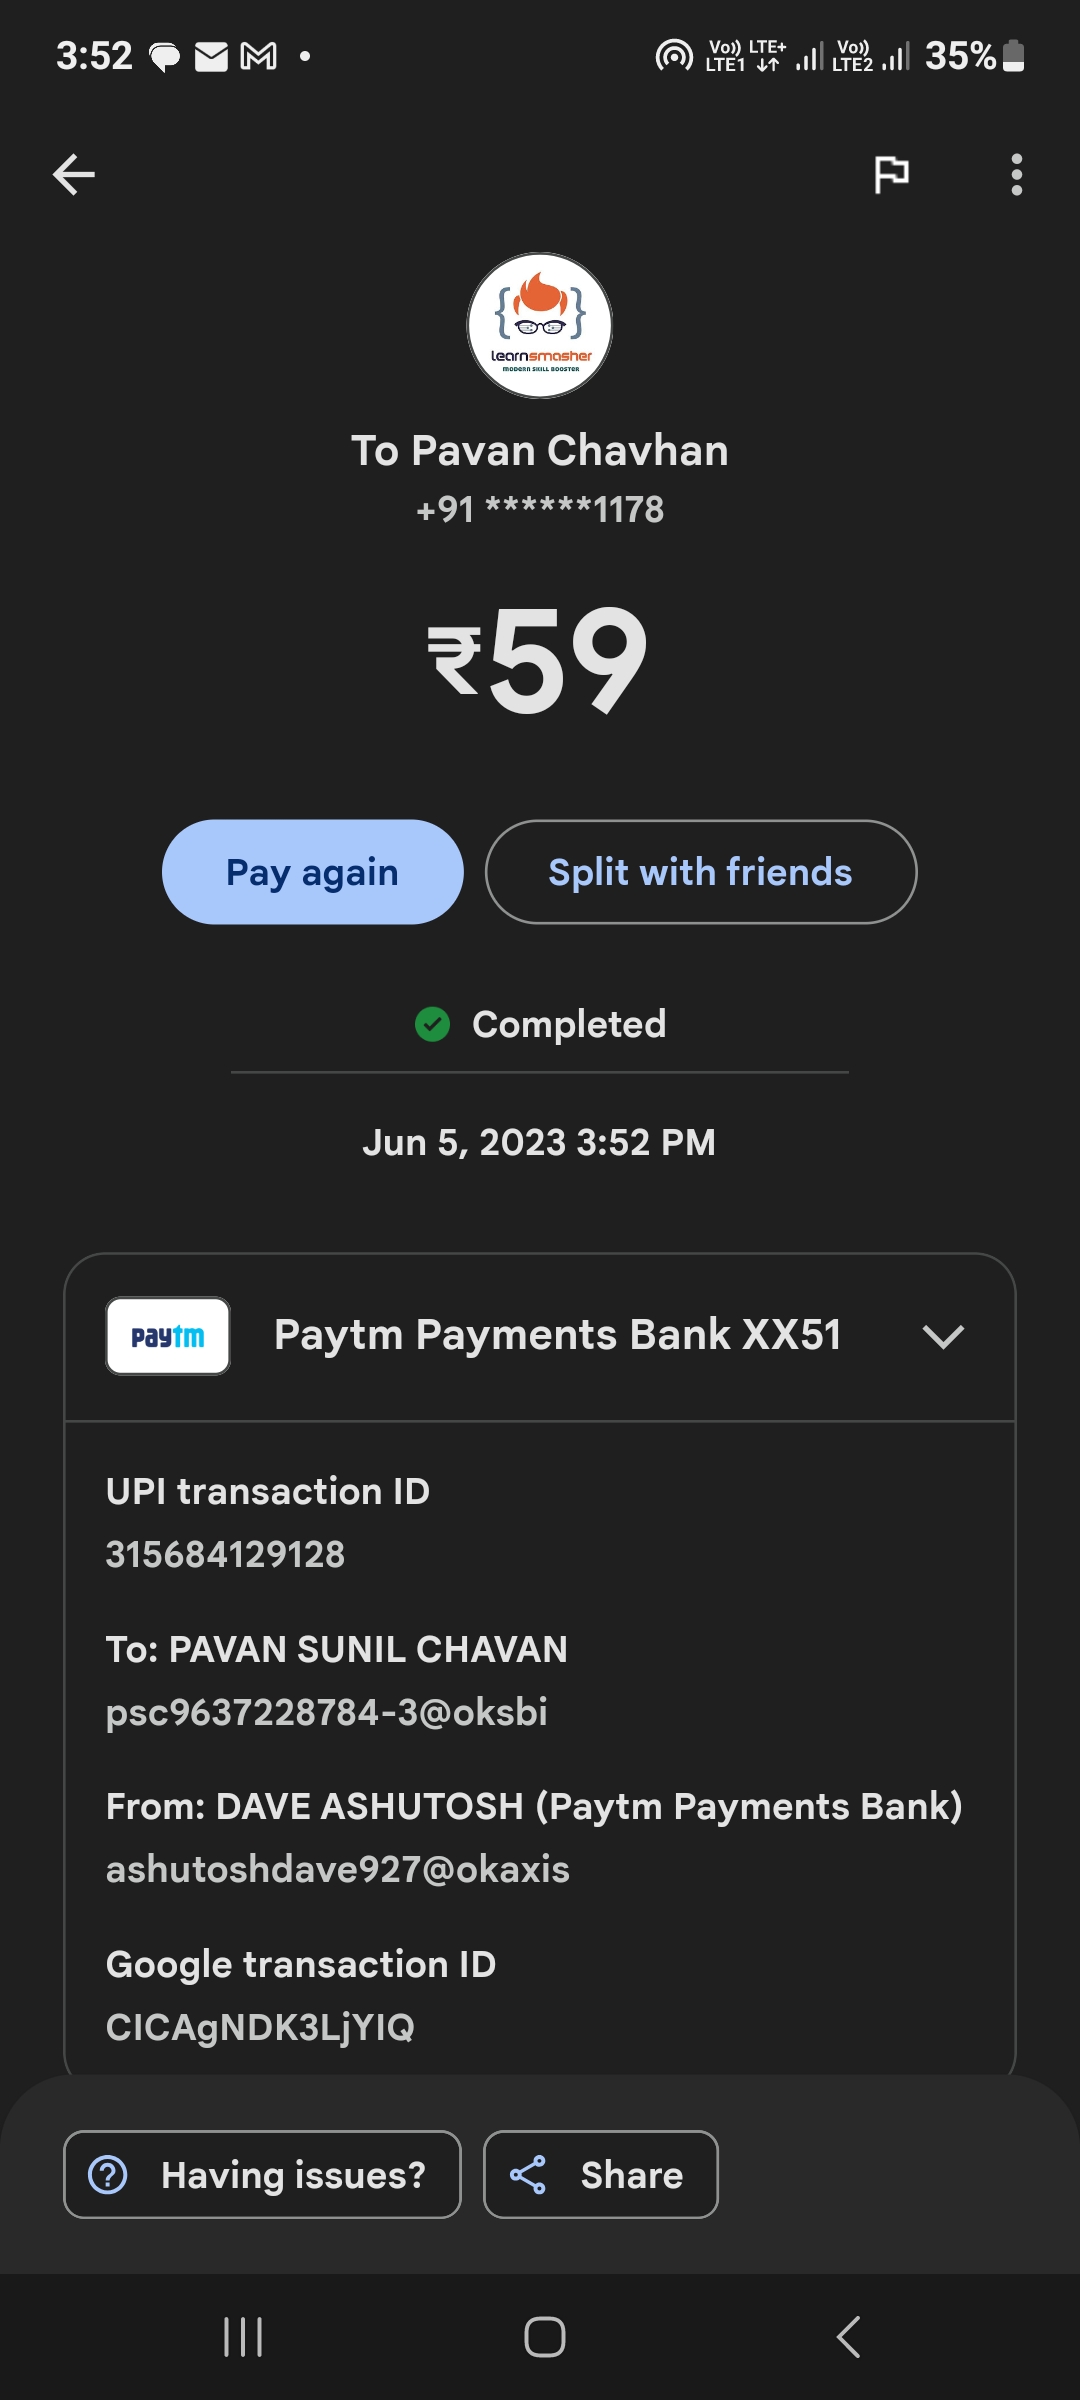 3:52
Vo)) LTE+
LTE1
Vo))
LTE2
35%
learnsmasher
MODERN SKILL BOOSTER
To Pavan Chavhan
+91 ******1178
₹59
Pay again
Split with friends
Completed
Jun 5, 2023 3:52 PM
paytm
Paytm Payments Bank XX51
UPI transaction ID
315684129128
To: PAVAN SUNIL CHAVAN
psc9637228784-3@oksbi
From: DAVE ASHUTOSH (Paytm Payments Bank)
ashutoshdave927@okaxis
Google transaction ID
CICAgNDK3LjYIQ
Having issues?
Share